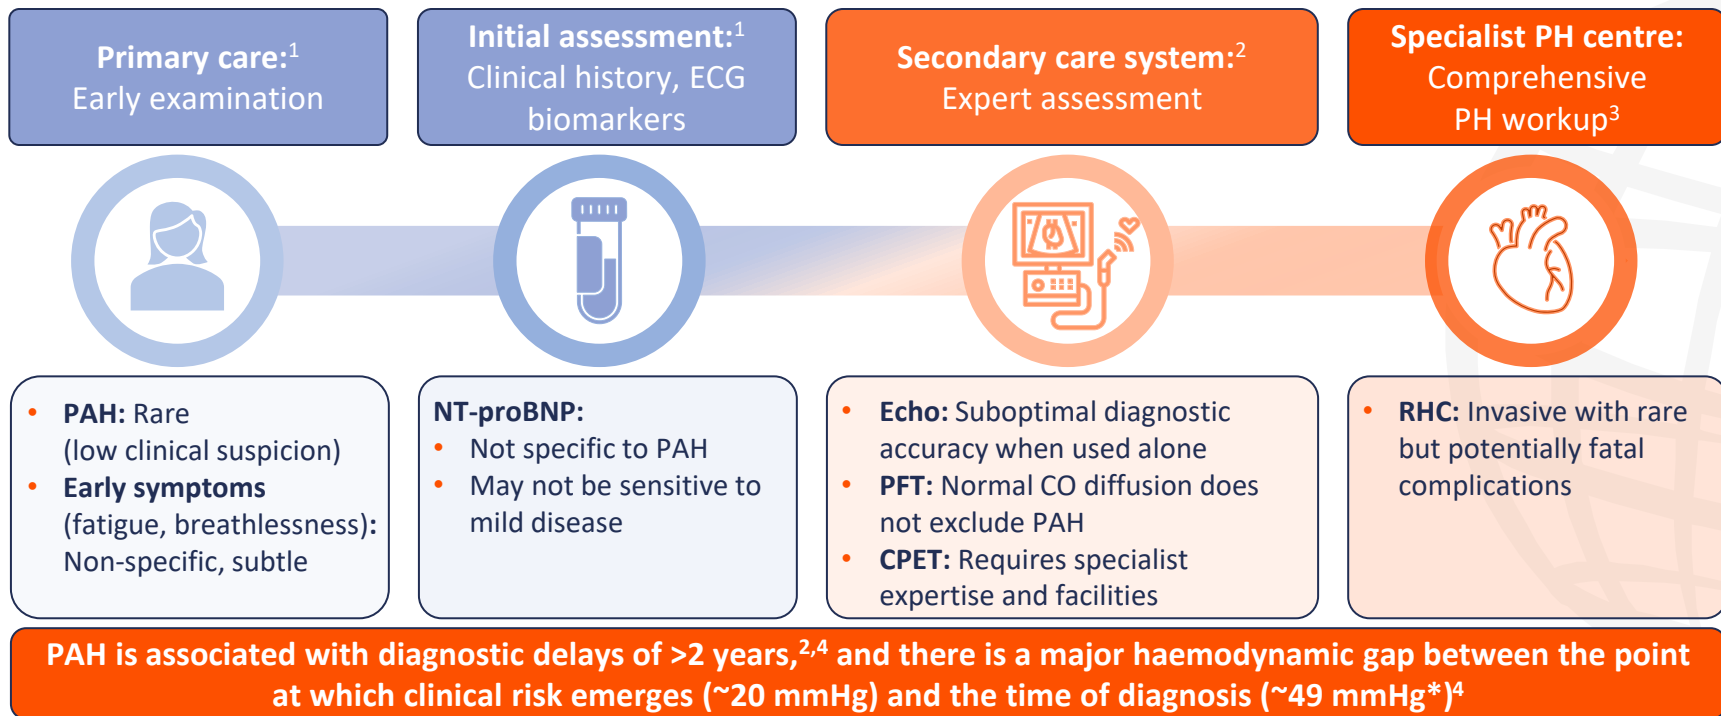 Primary care:1
Early examination
Initial assessment:1
Clinical history, ECG
biomarkers
Secondary care system:2
Expert assessment
Specialist PH centre:
Comprehensive
PH workup3
• PAH: Rare
(low clinical suspicion)
• Early symptoms
(fatigue, breathlessness):
Non-specific, subtle
NT-proBNP:
• Not specific to PAH
• May not be sensitive to
mild disease
• Echo: Suboptimal diagnostic
accuracy when used alone
• PFT: Normal CO diffusion does
not exclude PAH
• CPET: Requires specialist
expertise and facilities
• RHC: Invasive with rare
but potentially fatal
complications
PAH is associated with diagnostic delays of >2 years,2,4 and there is a major haemodynamic gap between the point
at which clinical risk emerges (~20 mmHg) and the time of diagnosis (~49 mmHg*)4